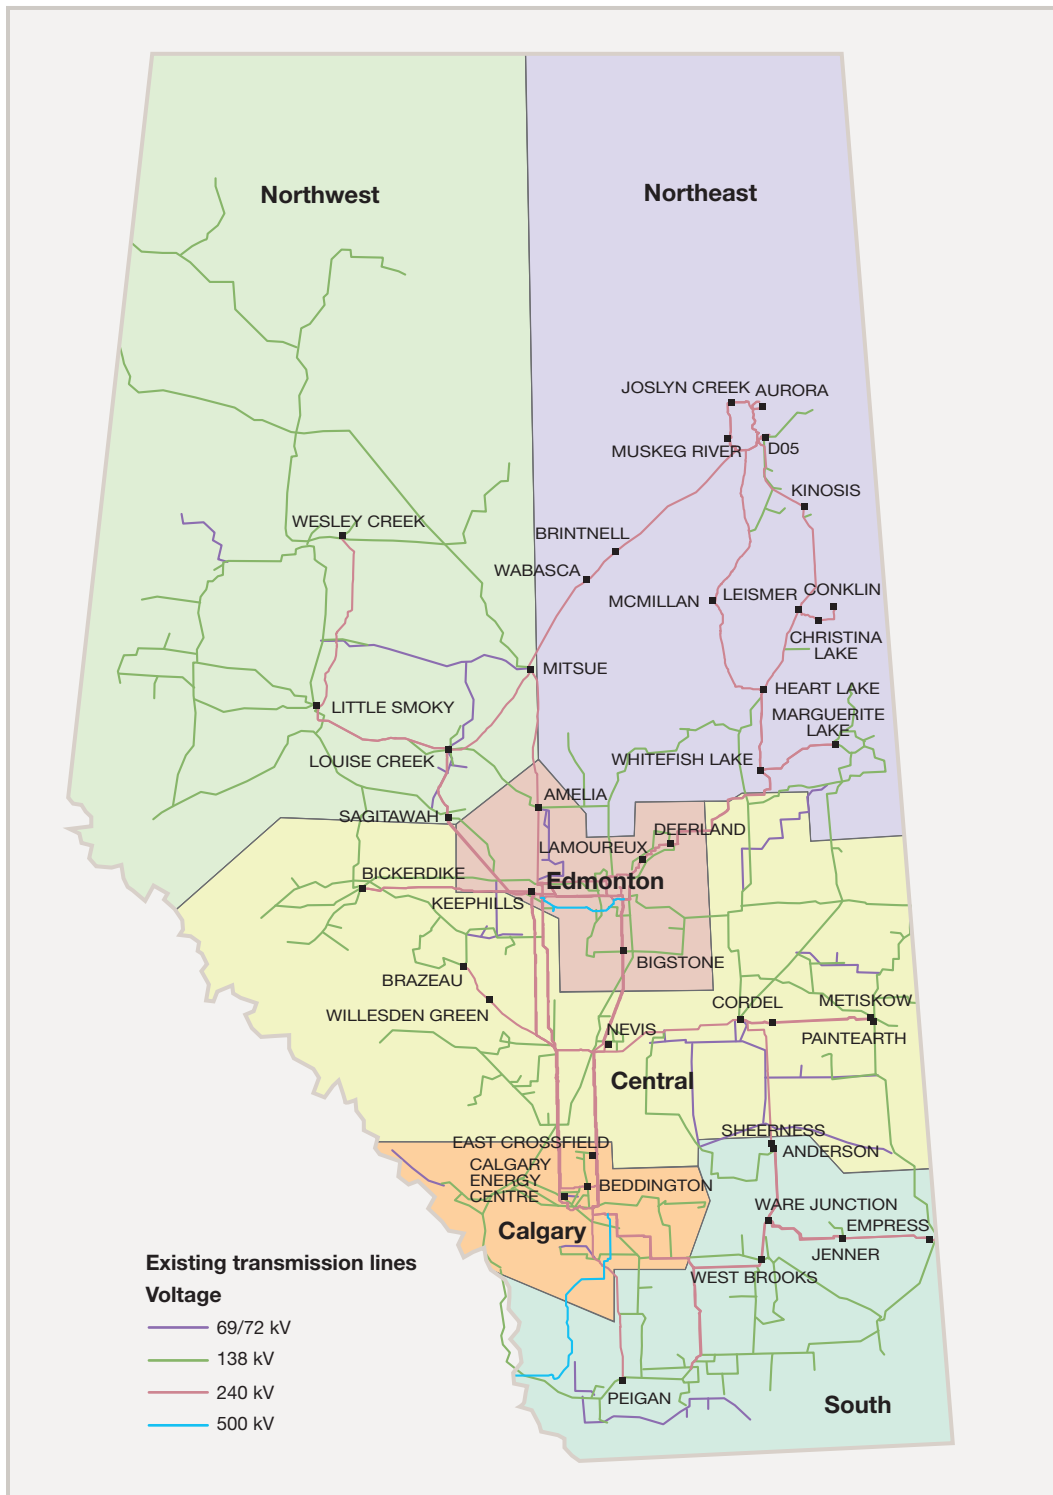 Northwest
Northeast
JOSLYN CREEK
AURORA
MUSKEG RIVER
D05
KINOSIS
WESLEY CREEK
BRINTNELL
WABASCA
MCMILLAN
LEISMER
CONKLIN
CHRISTINA
LAKE
MITSUE
HEART LAKE
LITTLE SMOKY
MARGUERITE
LAKE
LOUISE CREEK
WHITEFISH LAKE
AMELIA
SAGITAWAH
DEERLAND
LAMOUREUX
BICKERDIKE
Edmonton
KEEPHILLS
BIGSTONE
BRAZEAU
WILLESDEN GREEN
CORDEL
METISKOW
NEVIS
PAINTEARTH
Central
SHEERNESS
EAST CROSSFIELD
ANDERSON
CALGARY
ENERGY
CENTRE
BEDDINGTON
WARE JUNCTION
Calgary
EMPRESS
JENNER
WEST BROOKS
Existing transmission lines
Voltage
69/72 kV
138 kV
240 kV
500 kV
PEIGAN
South